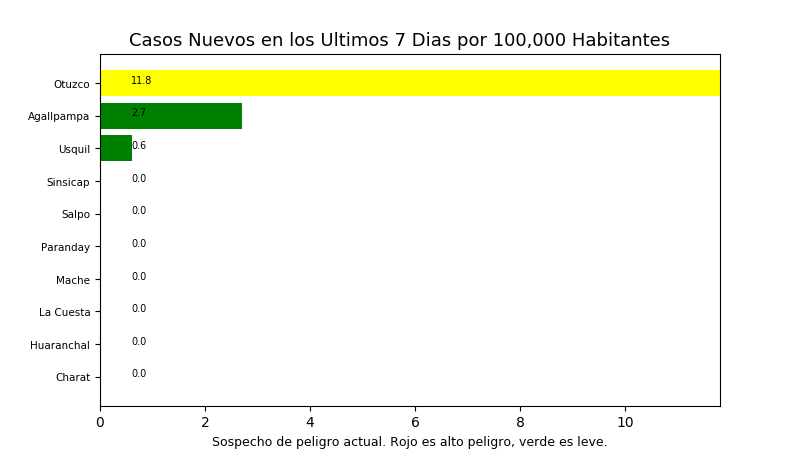 Casos Nuevos en los Ultimos 7 Dias por 100,000 Habitantes
Otuzco 11.8
Agallpampa 2.7
Usquil 0.6
Sinsicap 0.0
Salpo 0.0
Paranday 0.0
Mache 0.0
La Cuesta 0.0
Huaranchal 0.0
Charat 0.0
0 2 4 6 8 10
Sospecho de peligro actual. Rojo es alto peligro, verde es leve.